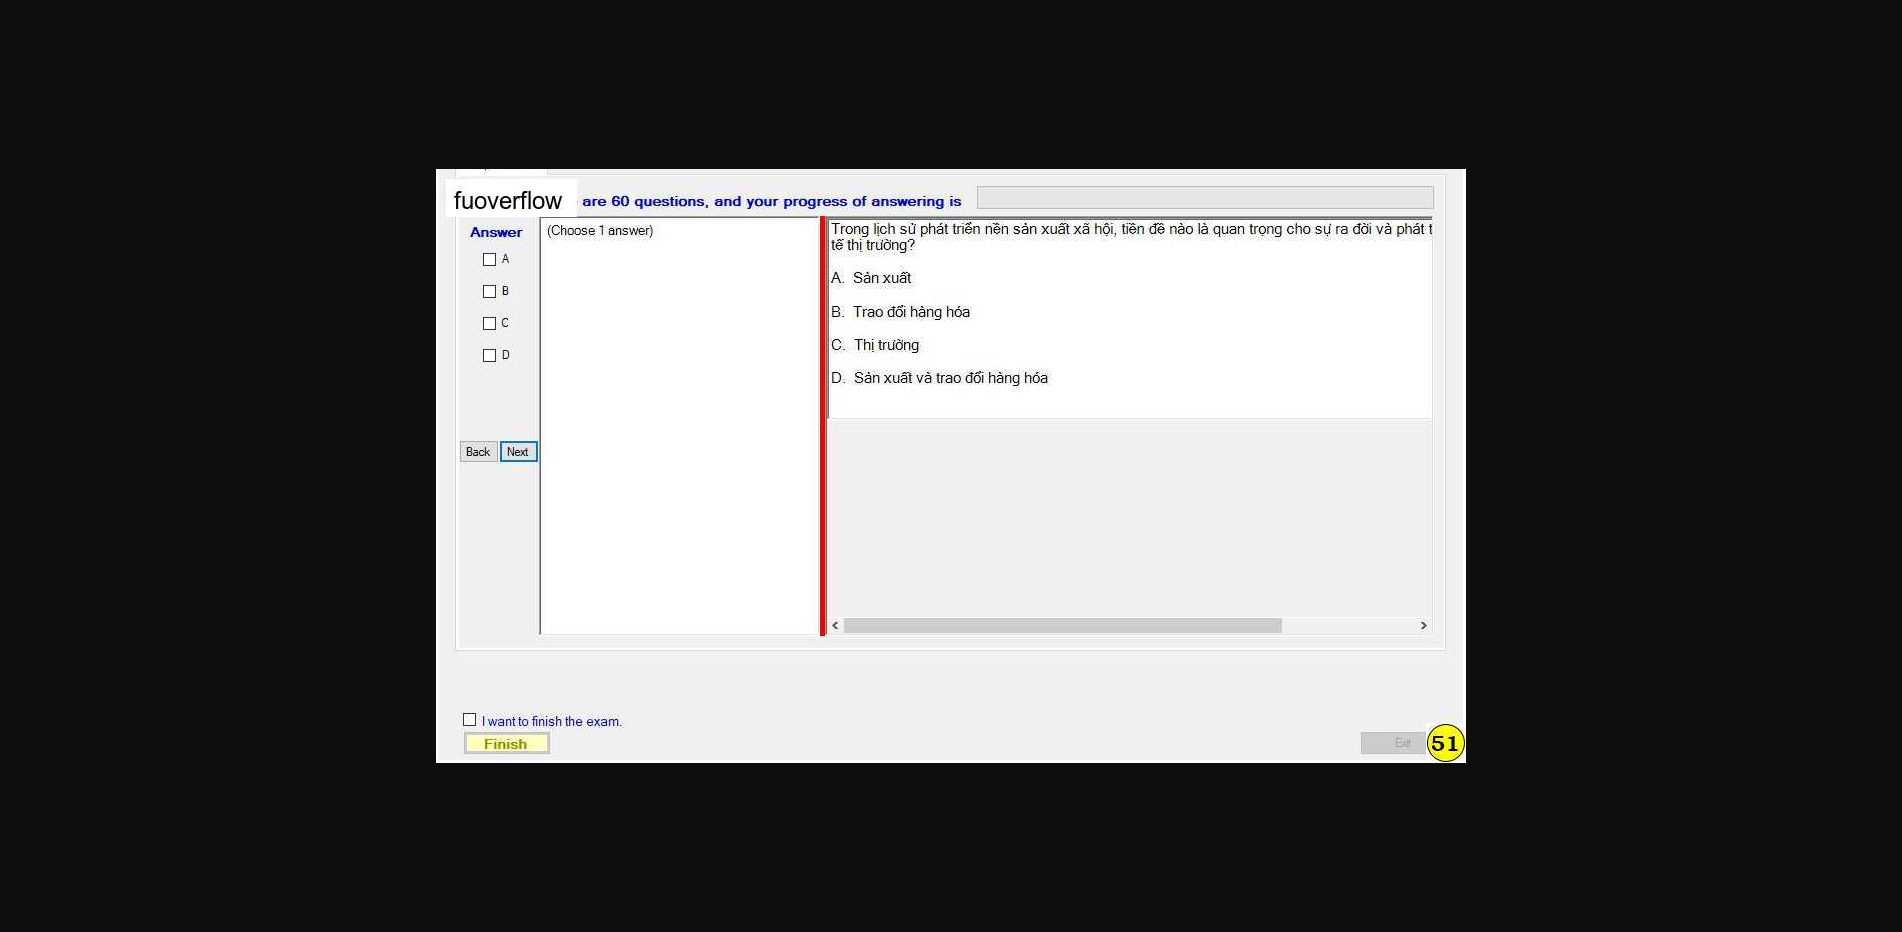 fuoverflow are 60 questions, and your progress of answering is
Answer
A
B
C
D
Back Next
(Choose 1 answer)
Trong lịch sử phát triển nền sản xuất xã hội, tiền đề nào là quan trọng cho sự ra đời và phát t
tế thị trường?
A. Sản xuất
B. Trao đổi hàng hóa
C. Thị trường
D. Sản xuất và trao đổi hàng hóa
I want to finish the exam.
Finish
Exit
51